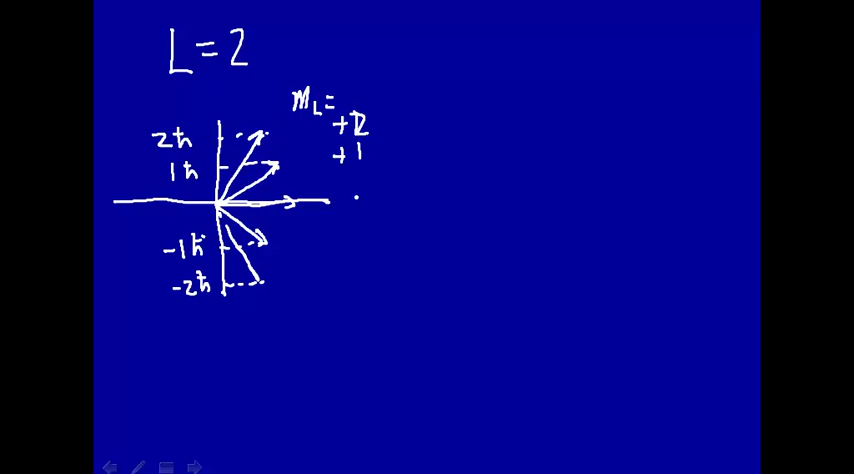 L = 2
m_L =
+2
2ħ
+1
1ħ
-1ħ
-2ħ